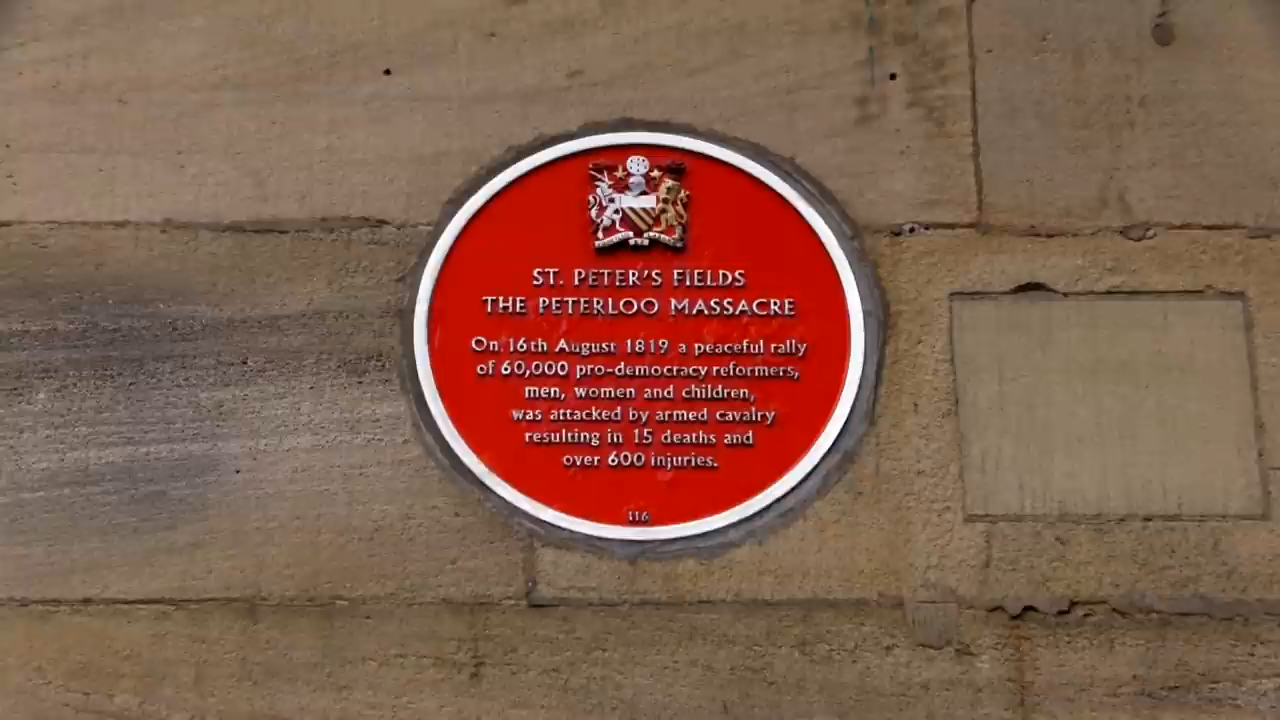 ST. PETER'S FIELDS
THE PETERLOO MASSACRE
On 16th August 1819 a peaceful rally
of 60,000 pro-democracy reformers,
men, women and children,
was attacked by armed cavalry
resulting in 15 deaths and
over 600 injuries.
116